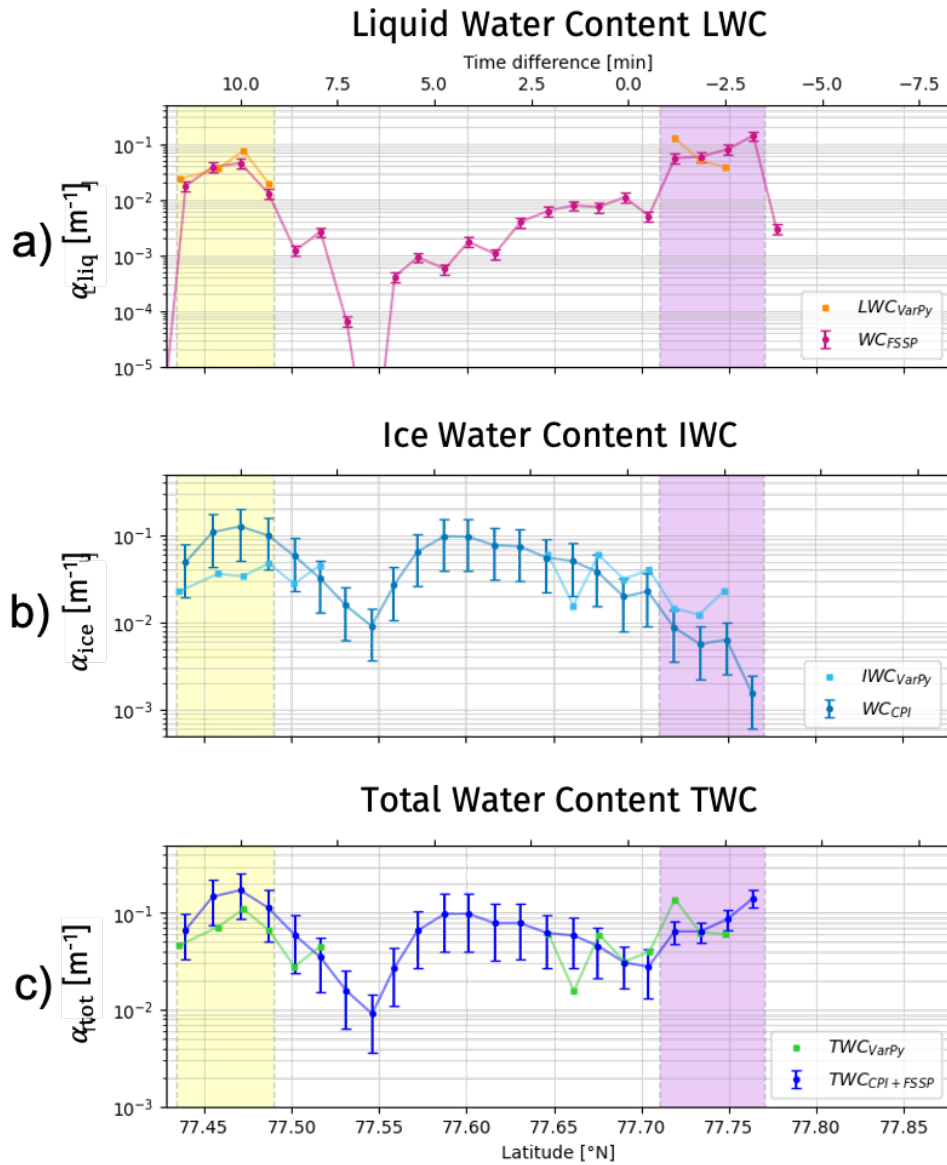 Liquid Water Content LWC
Time difference [min]
10.0 7.5 5.0 2.5 0.0 −2.5 −5.0 −7.5
a)
α_liq [m⁻¹]
10⁻¹
10⁻²
10⁻³
10⁻⁴
10⁻⁵
LWC_VarPy
WC_FSSP
Ice Water Content IWC
b)
α_ice [m⁻¹]
10⁻¹
10⁻²
10⁻³
IWC_VarPy
WC_CPI
Total Water Content TWC
c)
α_tot [m⁻¹]
10⁻¹
10⁻²
10⁻³
TWC_VarPy
TWC_CPI+FSSP
77.45 77.50 77.55 77.60 77.65 77.70 77.75 77.80 77.85
Latitude [°N]